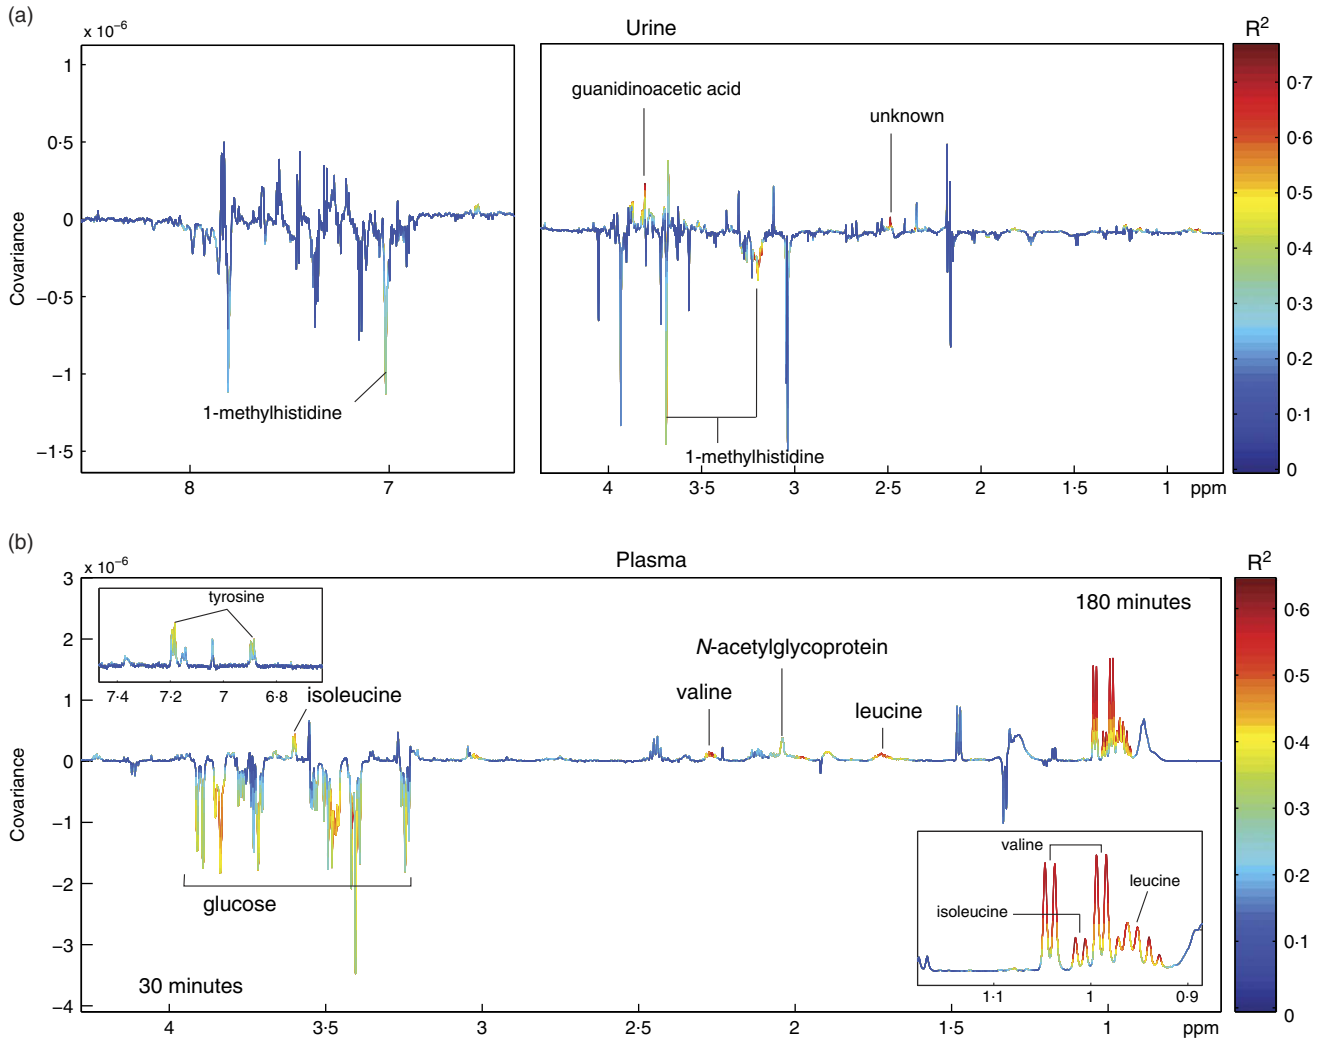 (a)
x 10⁻⁶
Urine
R²
1
0·5
0
−0·5
−1
−1·5
Covariance
guanidinoacetic acid
unknown
1-methylhistidine
1-methylhistidine
0·7
0·6
0·5
0·4
0·3
0·2
0·1
0
8
7
4
3·5
3
2·5
2
1·5
1
ppm
(b)
x 10⁻⁶
Plasma
R²
3
2
1
0
−1
−2
−3
−4
Covariance
tyrosine
7·4
7·2
7
6·8
180 minutes
isoleucine
N-acetylglycoprotein
valine
leucine
glucose
30 minutes
valine
leucine
isoleucine
1·1
1
0·9
0·6
0·5
0·4
0·3
0·2
0·1
0
4
3·5
3
2·5
2
1·5
1
ppm